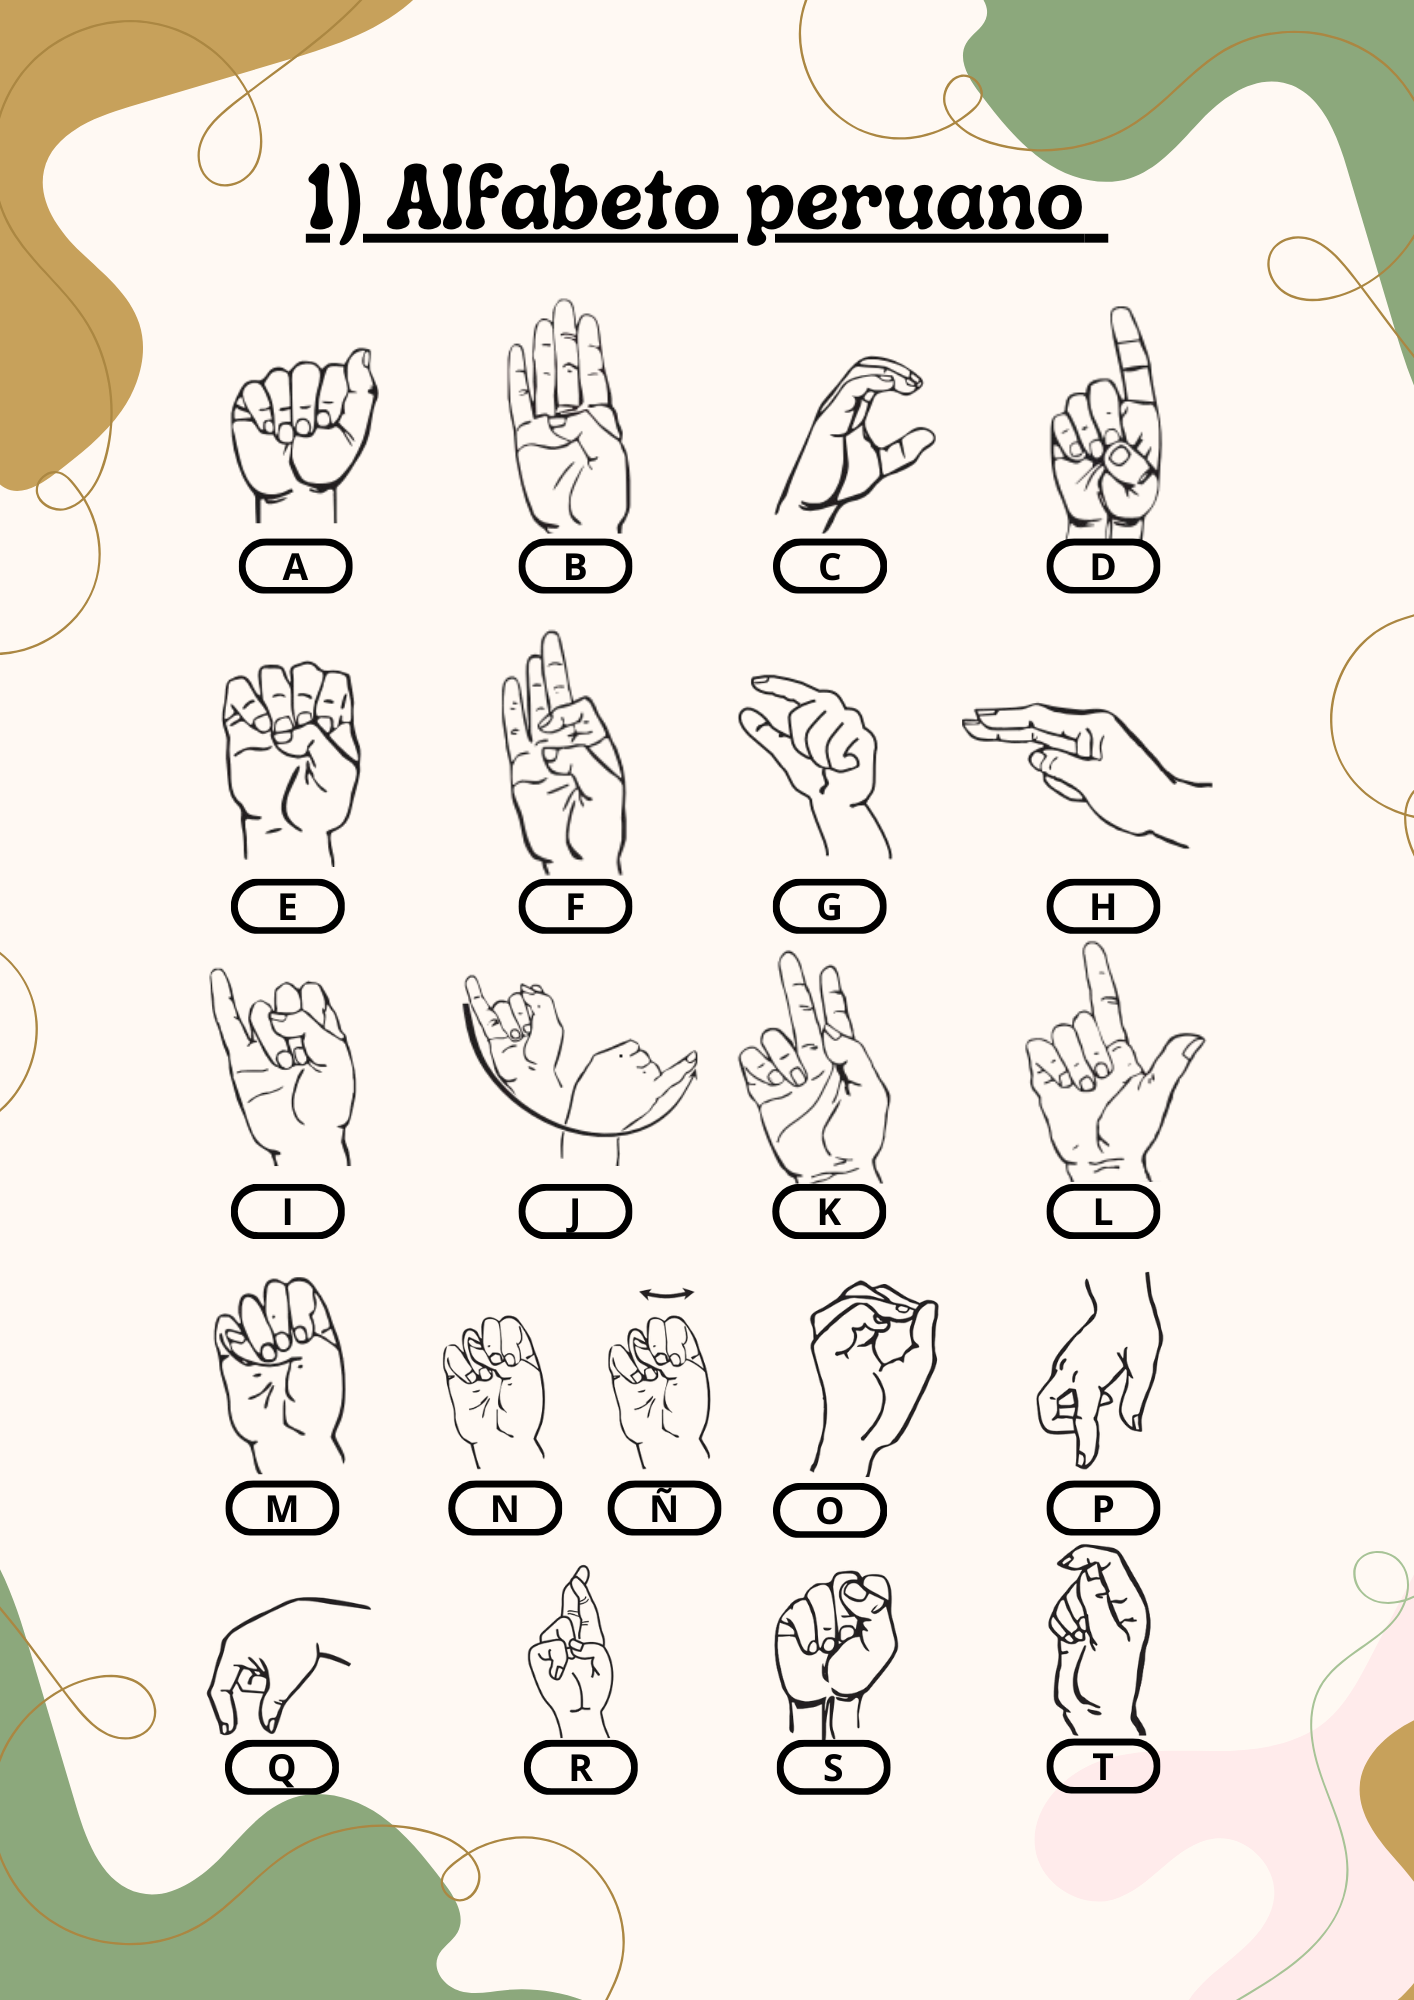 1) Alfabeto peruano
A B C D
E F G H
I J K L
M N Ñ O P
Q R S T